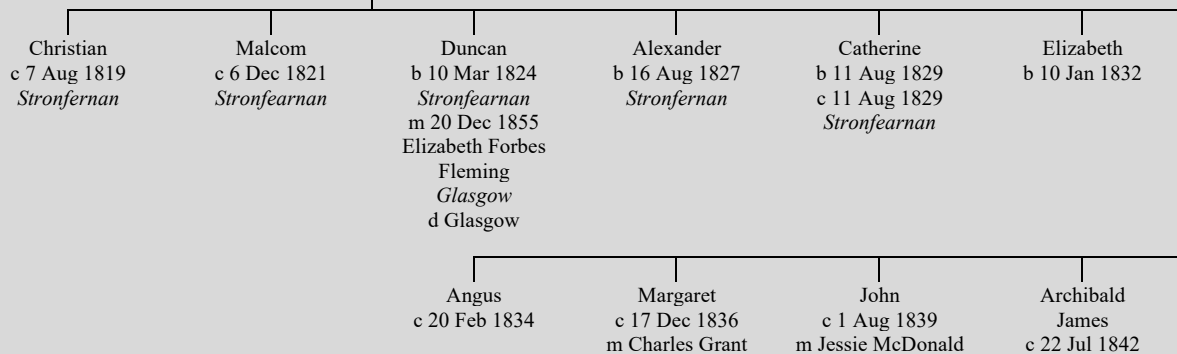 Christian
c 7 Aug 1819
Stronfernan
Malcom
c 6 Dec 1821
Stronfearnan
Duncan
b 10 Mar 1824
Stronfearnan
m 20 Dec 1855
Elizabeth Forbes
Fleming
Glasgow
d Glasgow
Alexander
b 16 Aug 1827
Stronfernan
Catherine
b 11 Aug 1829
c 11 Aug 1829
Stronfearnan
Elizabeth
b 10 Jan 1832
Angus
c 20 Feb 1834
Margaret
c 17 Dec 1836
m Charles Grant
John
c 1 Aug 1839
m Jessie McDonald
Archibald
James
c 22 Jul 1842